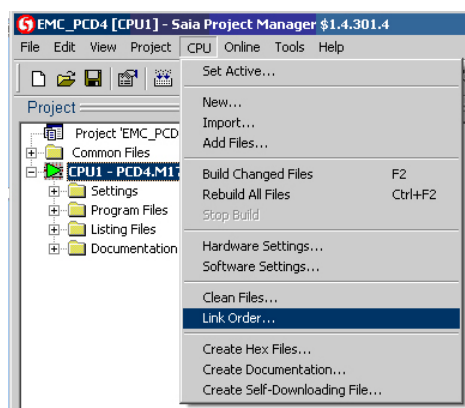 EMC_PCD4 [CPU1] - Saia Project Manager $1.4.301.4
File Edit View Project CPU Online Tools Help
Set Active...
Project
New...
Import...
Add Files...
Project 'EMC_PCD
Common Files
CPU1 - PCD4.M17
Settings
Program Files
Listing Files
Documentation
Build Changed Files F2
Rebuild All Files Ctrl+F2
Stop Build
Hardware Settings...
Software Settings...
Clean Files...
Link Order...
Create Hex Files...
Create Documentation...
Create Self-Downloading File...